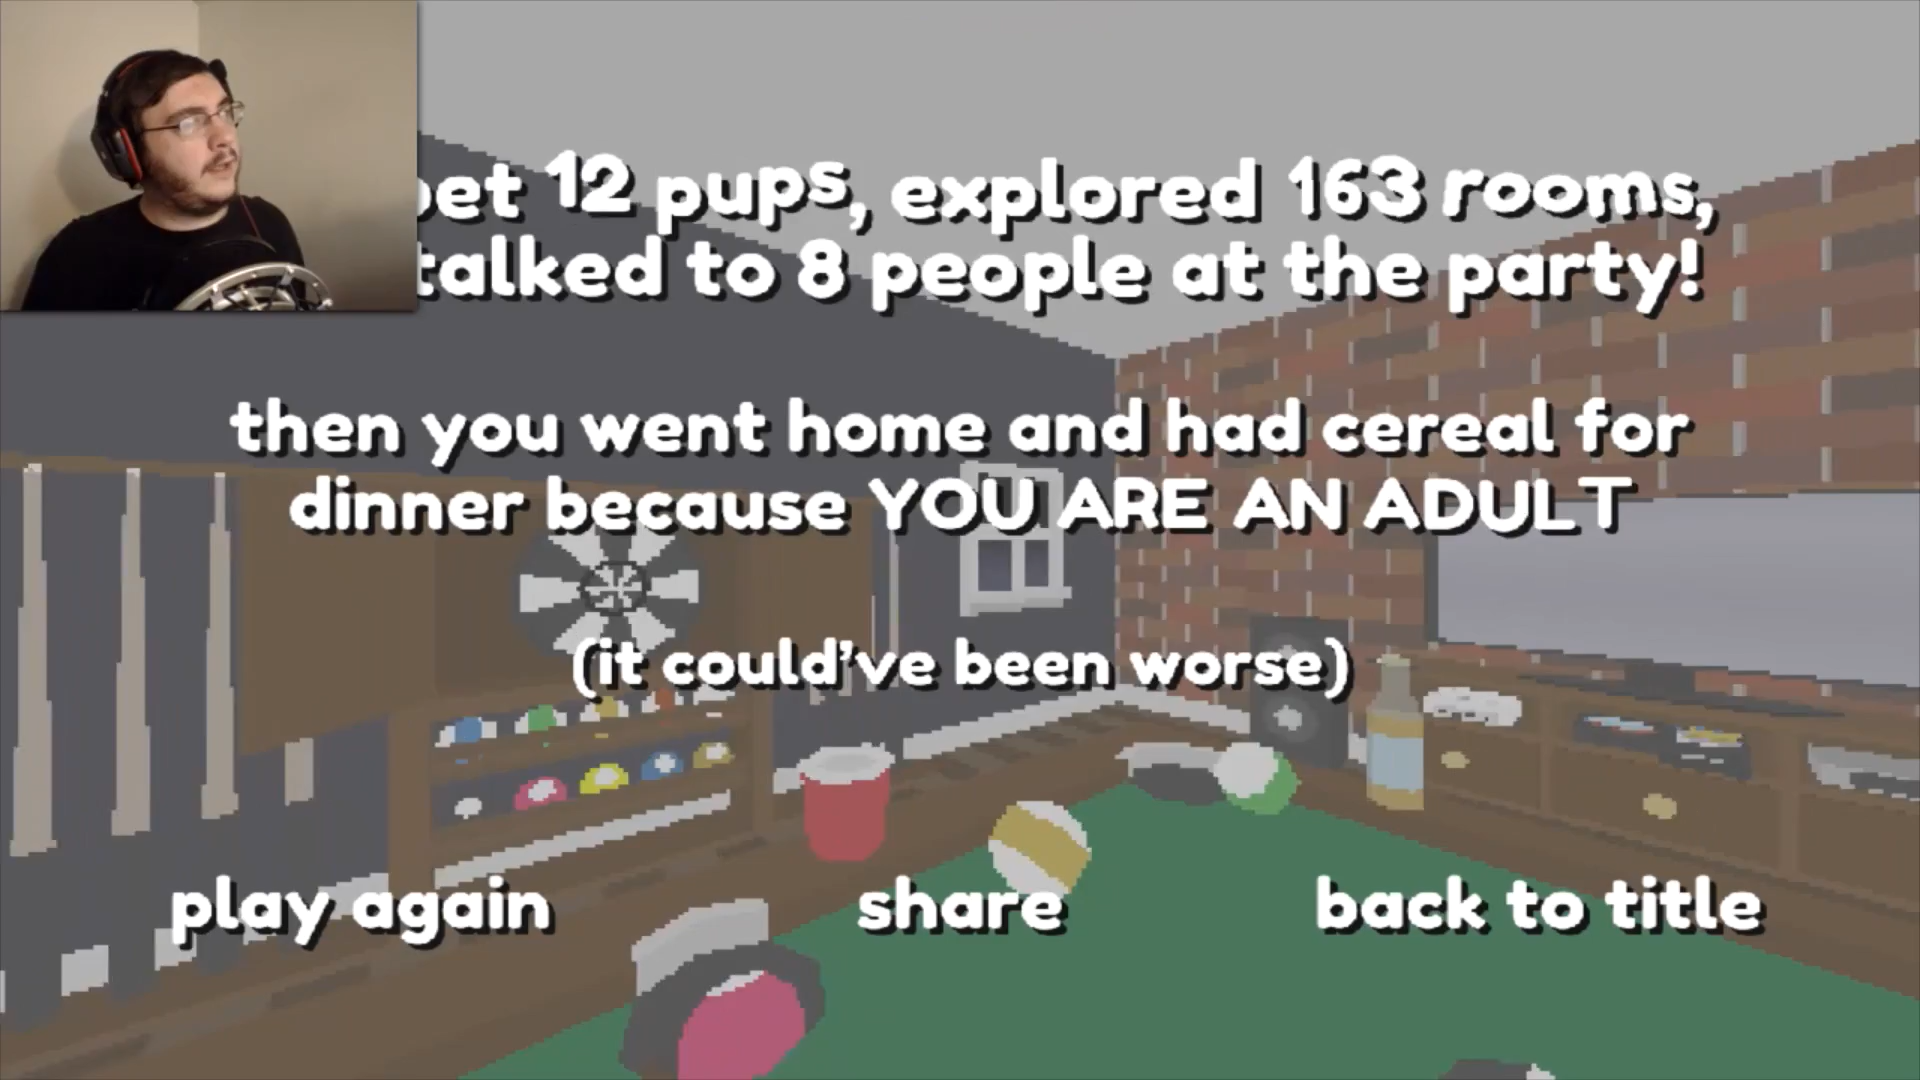 12 pups, explored 163 rooms,
talked to 8 people at the party!
then you went home and had cereal for
dinner because YOU ARE AN ADULT
(it could've been worse)
play again
share
back to title